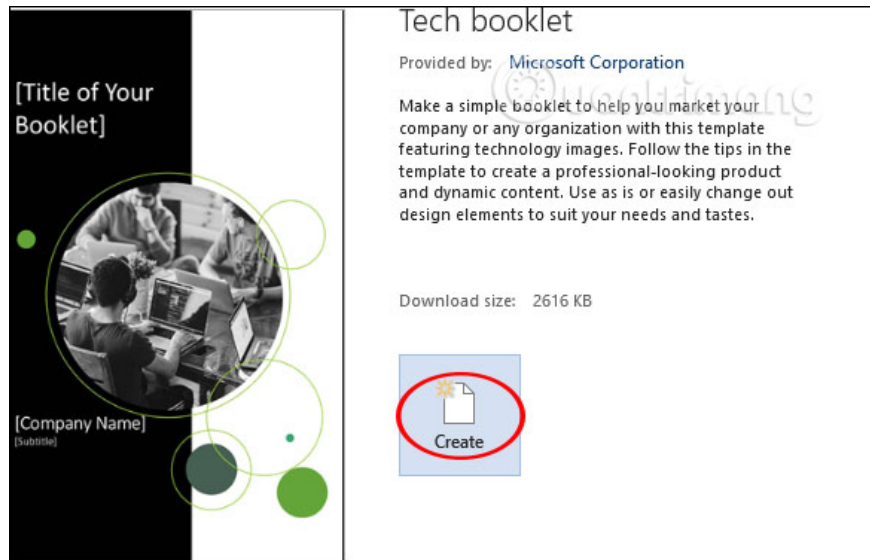 [Title of Your
Booklet]
[Company Name]
[Subtitle]
Tech booklet
Provided by: Microsoft Corporation
Quantrimang
Make a simple booklet to help you market your
company or any organization with this template
featuring technology images. Follow the tips in the
template to create a professional-looking product
and dynamic content. Use as is or easily change out
design elements to suit your needs and tastes.
Download size: 2616 KB
Create